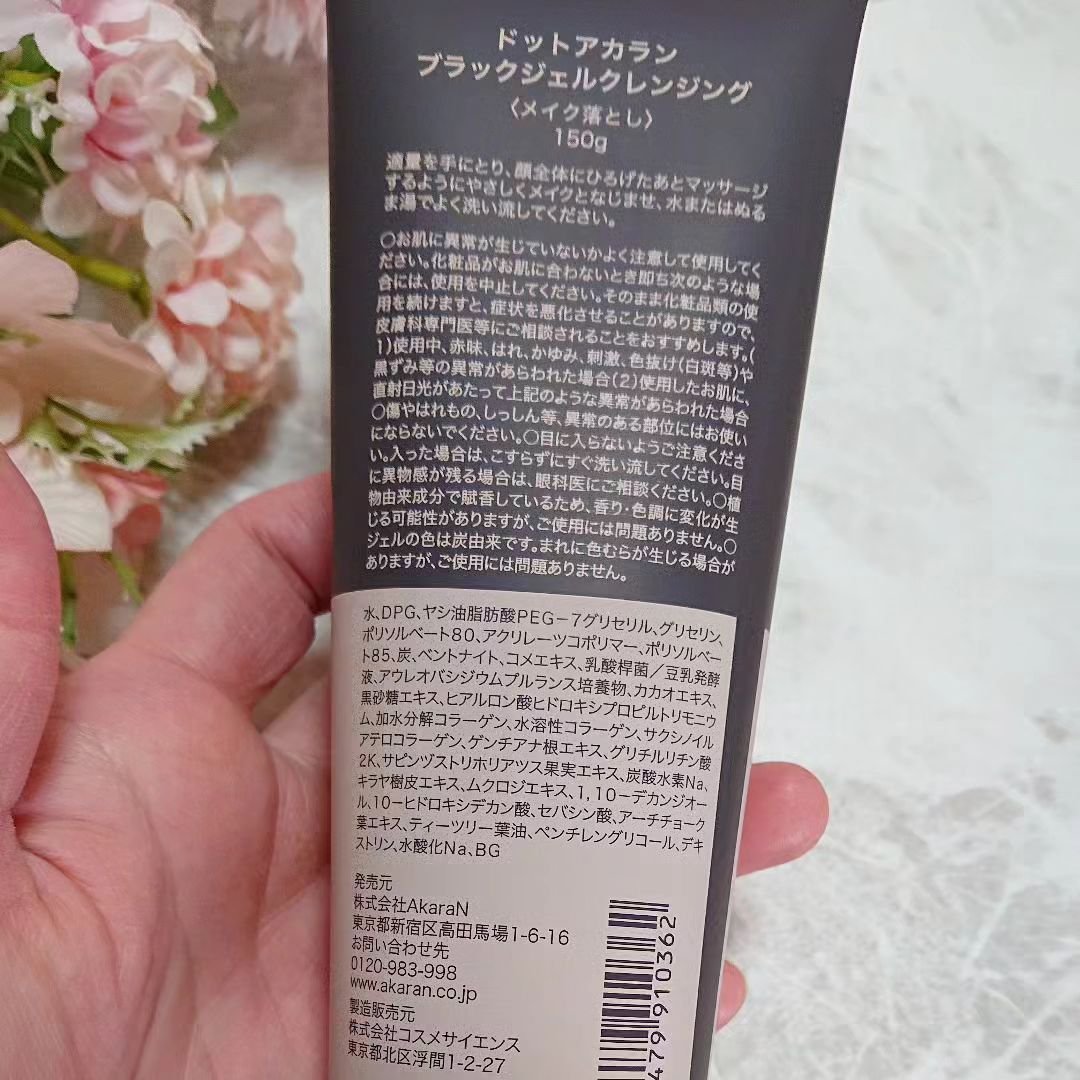 ドットアカラン
ブラックジェルクレンジング
〈メイク落とし〉
150g
適量を手にとり、顔全体にひろげたあとマッサージ
するようにやさしくメイクとなじませ、水またはぬる
ま湯でよく洗い流してください。
○お肌に異常が生じていないかよく注意して使用してく
ださい。化粧品がお肌に合わないとき即ち次のような場
合には、使用を中止してください。そのまま化粧品類の使
用を続けますと、症状を悪化させることがありますので、
皮膚科専門医等にご相談されることをおすすめします。(
1)使用中、赤味、はれ、かゆみ、刺激、色抜け(白斑等)や
黒ずみ等の異常があらわれた場合(2)使用したお肌に、
直射日光があたって上記のような異常があらわれた場合
○傷やはれもの、しっしん等、異常のある部位にはお使い
にならないでください。○目に入らないようご注意くださ
い。入った場合は、こすらずにすぐ洗い流してください。目
に異物感が残る場合は、眼科医にご相談ください。○植
物由来成分で賦香しているため、香り・色調に変化が生
じる可能性がありますが、ご使用には問題ありません。○
ジェルの色は炭由来です。まれに色むらが生じる場合が
ありますが、ご使用には問題ありません。
水、DPG、ヤシ油脂肪酸PEG－7グリセリル、グリセリン、
ポリソルベート80、アクリレーツコポリマー、ポリソルベー
ト85、炭、ベントナイト、コメエキス、乳酸桿菌／豆乳発酵
液、アウレオバシジウムプルランス培養物、カカオエキス、
黒砂糖エキス、ヒアルロン酸ヒドロキシプロピルトリモニウ
ム、加水分解コラーゲン、水溶性コラーゲン、サクシノイル
アテロコラーゲン、ゲンチアナ根エキス、グリチルリチン酸
2K、サピンヅストリホリアツス果実エキス、炭酸水素Na、
キラヤ樹皮エキス、ムクロジエキス、1，10－デカンジオー
ル、10－ヒドロキシデカン酸、セバシン酸、アーチチョーク
葉エキス、ティーツリー葉油、ペンチレングリコール、デキ
ストリン、水酸化Na、BG
発売元
株式会社AkaraN
東京都新宿区高田馬場1-6-16
お問い合わせ先
0120-983-998
www.akaran.co.jp
製造販売元
株式会社コスメサイエンス
東京都北区浮間1-2-27
479 910362